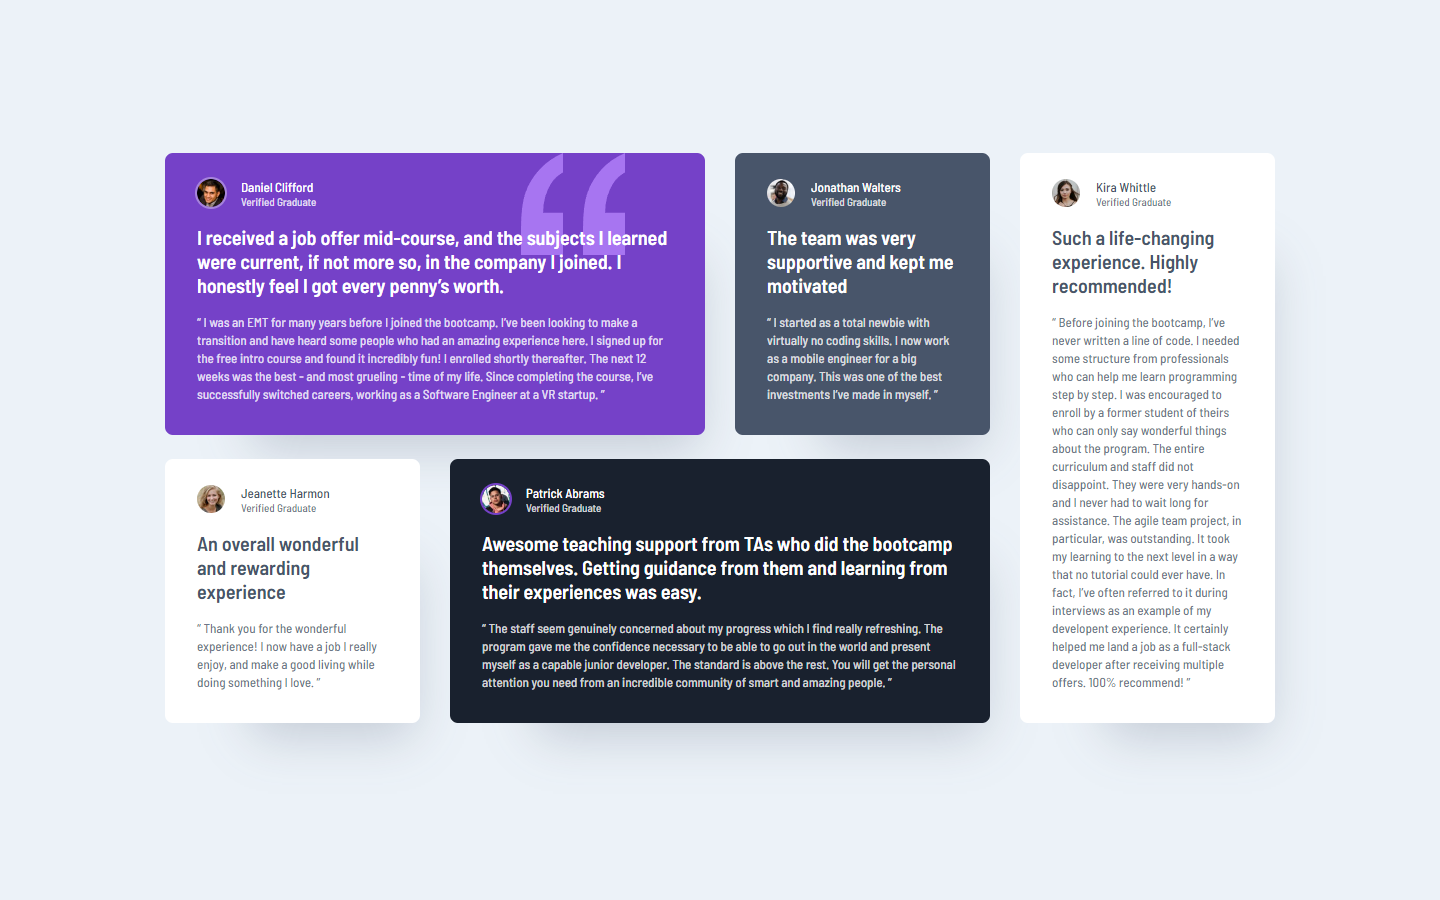 Daniel Clifford
Verified Graduate
I received a job offer mid-course, and the subjects I learned
were current, if not more so, in the company I joined. I
honestly feel I got every penny’s worth.
“ I was an EMT for many years before I joined the bootcamp. I’ve been looking to make a
transition and have heard some people who had an amazing experience here. I signed up for
the free intro course and found it incredibly fun! I enrolled shortly thereafter. The next 12
weeks was the best - and most grueling - time of my life. Since completing the course, I’ve
successfully switched careers, working as a Software Engineer at a VR startup. ”
Jonathan Walters
Verified Graduate
The team was very
supportive and kept me
motivated
“ I started as a total newbie with
virtually no coding skills. I now work
as a mobile engineer for a big
company. This was one of the best
investments I’ve made in myself. ”
Kira Whittle
Verified Graduate
Such a life-changing
experience. Highly
recommended!
“ Before joining the bootcamp, I’ve
never written a line of code. I needed
some structure from professionals
who can help me learn programming
step by step. I was encouraged to
enroll by a former student of theirs
who can only say wonderful things
about the program. The entire
curriculum and staff did not
disappoint. They were very hands-on
and I never had to wait long for
assistance. The agile team project, in
particular, was outstanding. It took
my learning to the next level in a way
that no tutorial could ever have. In
fact, I’ve often referred to it during
interviews as an example of my
developent experience. It certainly
helped me land a job as a full-stack
developer after receiving multiple
offers. 100% recommend! ”
Jeanette Harmon
Verified Graduate
An overall wonderful
and rewarding
experience
“ Thank you for the wonderful
experience! I now have a job I really
enjoy, and make a good living while
doing something I love. ”
Patrick Abrams
Verified Graduate
Awesome teaching support from TAs who did the bootcamp
themselves. Getting guidance from them and learning from
their experiences was easy.
“ The staff seem genuinely concerned about my progress which I find really refreshing. The
program gave me the confidence necessary to be able to go out in the world and present
myself as a capable junior developer. The standard is above the rest. You will get the personal
attention you need from an incredible community of smart and amazing people. ”